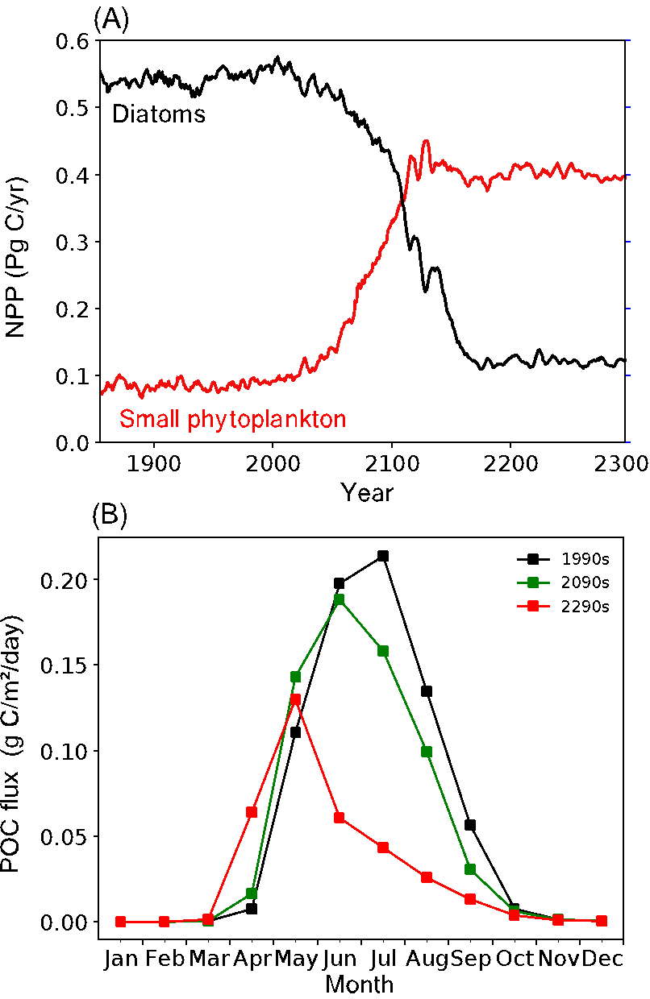 (A)
0.6
0.5
0.4
0.3
0.2
0.1
0.0
NPP (Pg C/yr)
Diatoms
Small phytoplankton
1900 2000 2100 2200 2300
Year
(B)
0.20
0.15
0.10
0.05
0.00
POC flux (g C/m²/day)
1990s
2090s
2290s
Jan Feb Mar Apr May Jun Jul Aug Sep Oct Nov Dec
Month